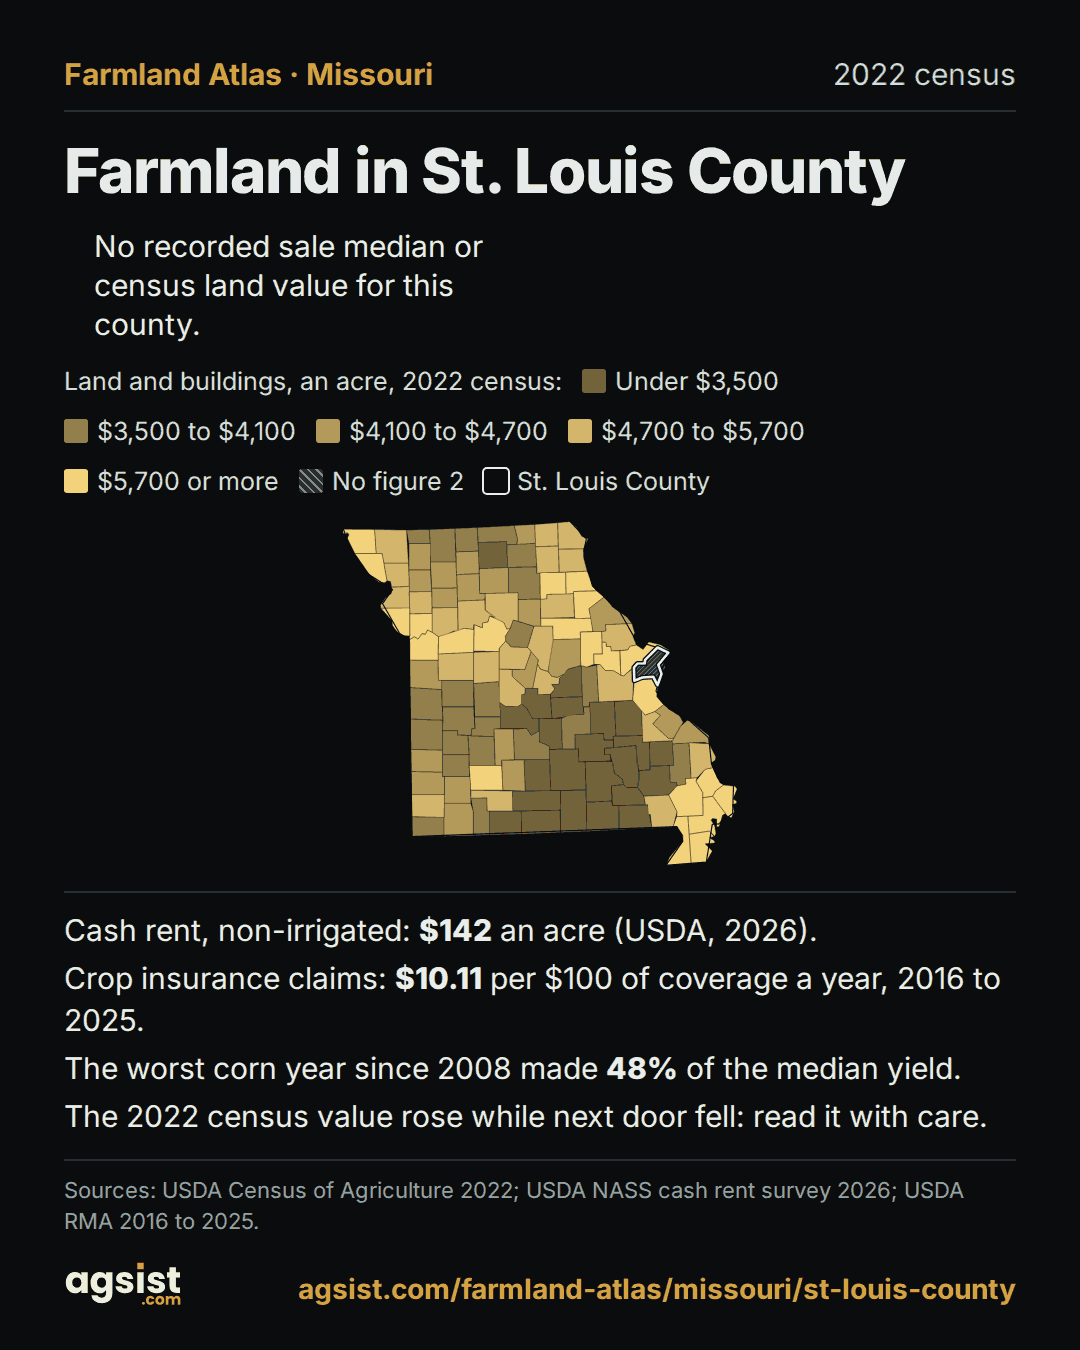 Farmland Atlas · Missouri
2022 census
Farmland in St. Louis County
No recorded sale median or
census land value for this
county.
Land and buildings, an acre, 2022 census: Under $3,500
$3,500 to $4,100 $4,100 to $4,700 $4,700 to $5,700
$5,700 or more No figure 2 St. Louis County
Cash rent, non-irrigated: $142 an acre (USDA, 2026).
Crop insurance claims: $10.11 per $100 of coverage a year, 2016 to
2025.
The worst corn year since 2008 made 48% of the median yield.
The 2022 census value rose while next door fell: read it with care.
Sources: USDA Census of Agriculture 2022; USDA NASS cash rent survey 2026; USDA
RMA 2016 to 2025.
agsist
.com
agsist.com/farmland-atlas/missouri/st-louis-county